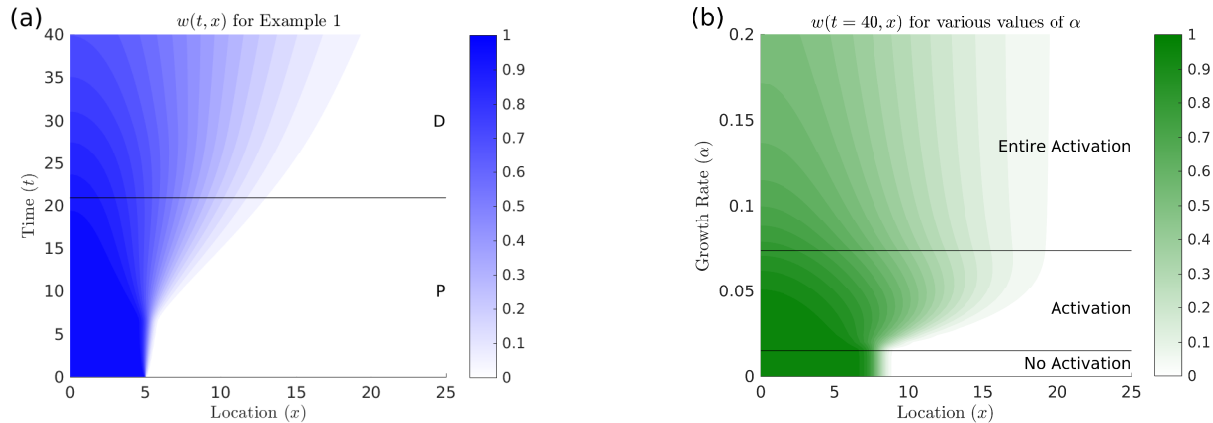 (a)
w(t, x) for Example 1
40
35
30
25
20
15
10
5
0
Time (t)
D
P
0 5 10 15 20 25
Location (x)
1
0.9
0.8
0.7
0.6
0.5
0.4
0.3
0.2
0.1
0
(b)
w(t = 40, x) for various values of α
0.2
0.15
0.1
0.05
0
Growth Rate (α)
Entire Activation
Activation
No Activation
0 5 10 15 20 25
Location (x)
1
0.9
0.8
0.7
0.6
0.5
0.4
0.3
0.2
0.1
0